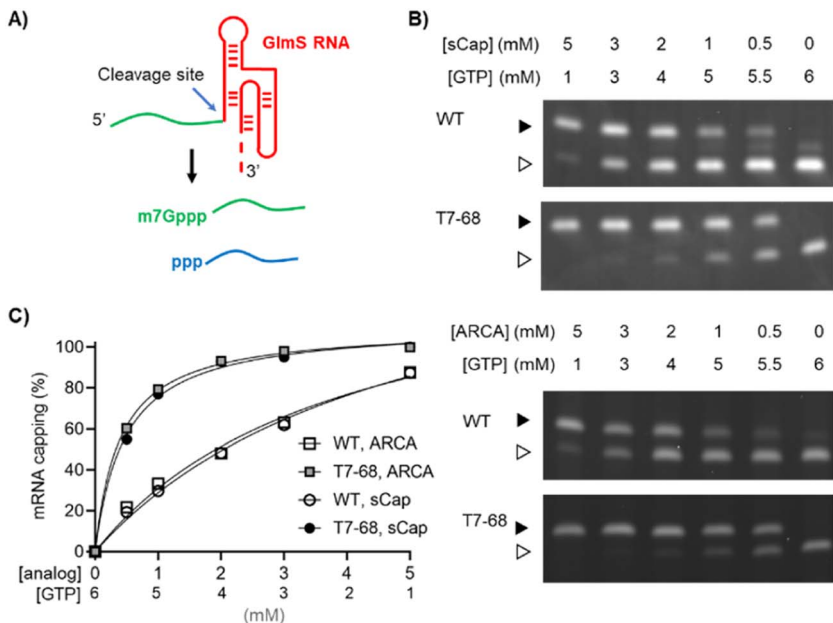 A)
GlmS RNA
Cleavage site
5’
3’
m7Gppp
ppp
B)
[sCap] (mM) 5 3 2 1 0.5 0
[GTP] (mM) 1 3 4 5 5.5 6
WT
T7-68
[ARCA] (mM) 5 3 2 1 0.5 0
[GTP] (mM) 1 3 4 5 5.5 6
WT
T7-68
C)
mRNA capping (%)
100
80
60
40
20
0
WT, ARCA
T7-68, ARCA
WT, sCap
T7-68, sCap
[analog] 0 1 2 3 4 5
[GTP] 6 5 4 3 2 1
(mM)